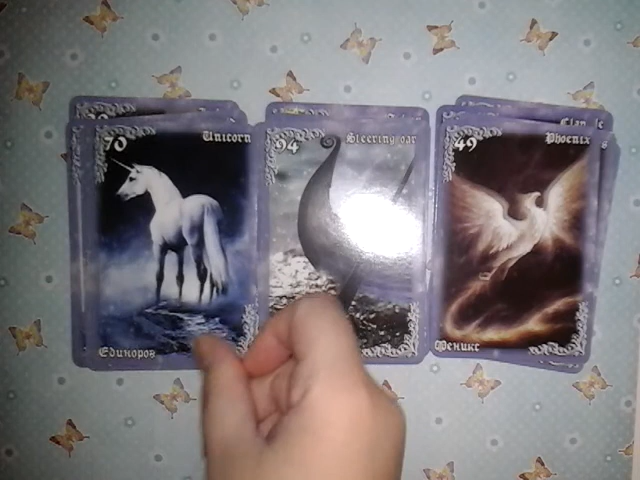 70 Unicorn
Единорог
94 Steering oar
49 Phoenix
Феникс